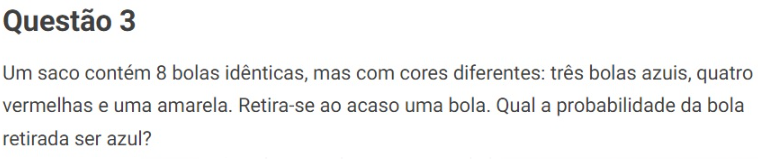 Questão 3
Um saco contém 8 bolas idênticas, mas com cores diferentes: três bolas azuis, quatro
vermelhas e uma amarela. Retira-se ao acaso uma bola. Qual a probabilidade da bola
retirada ser azul?